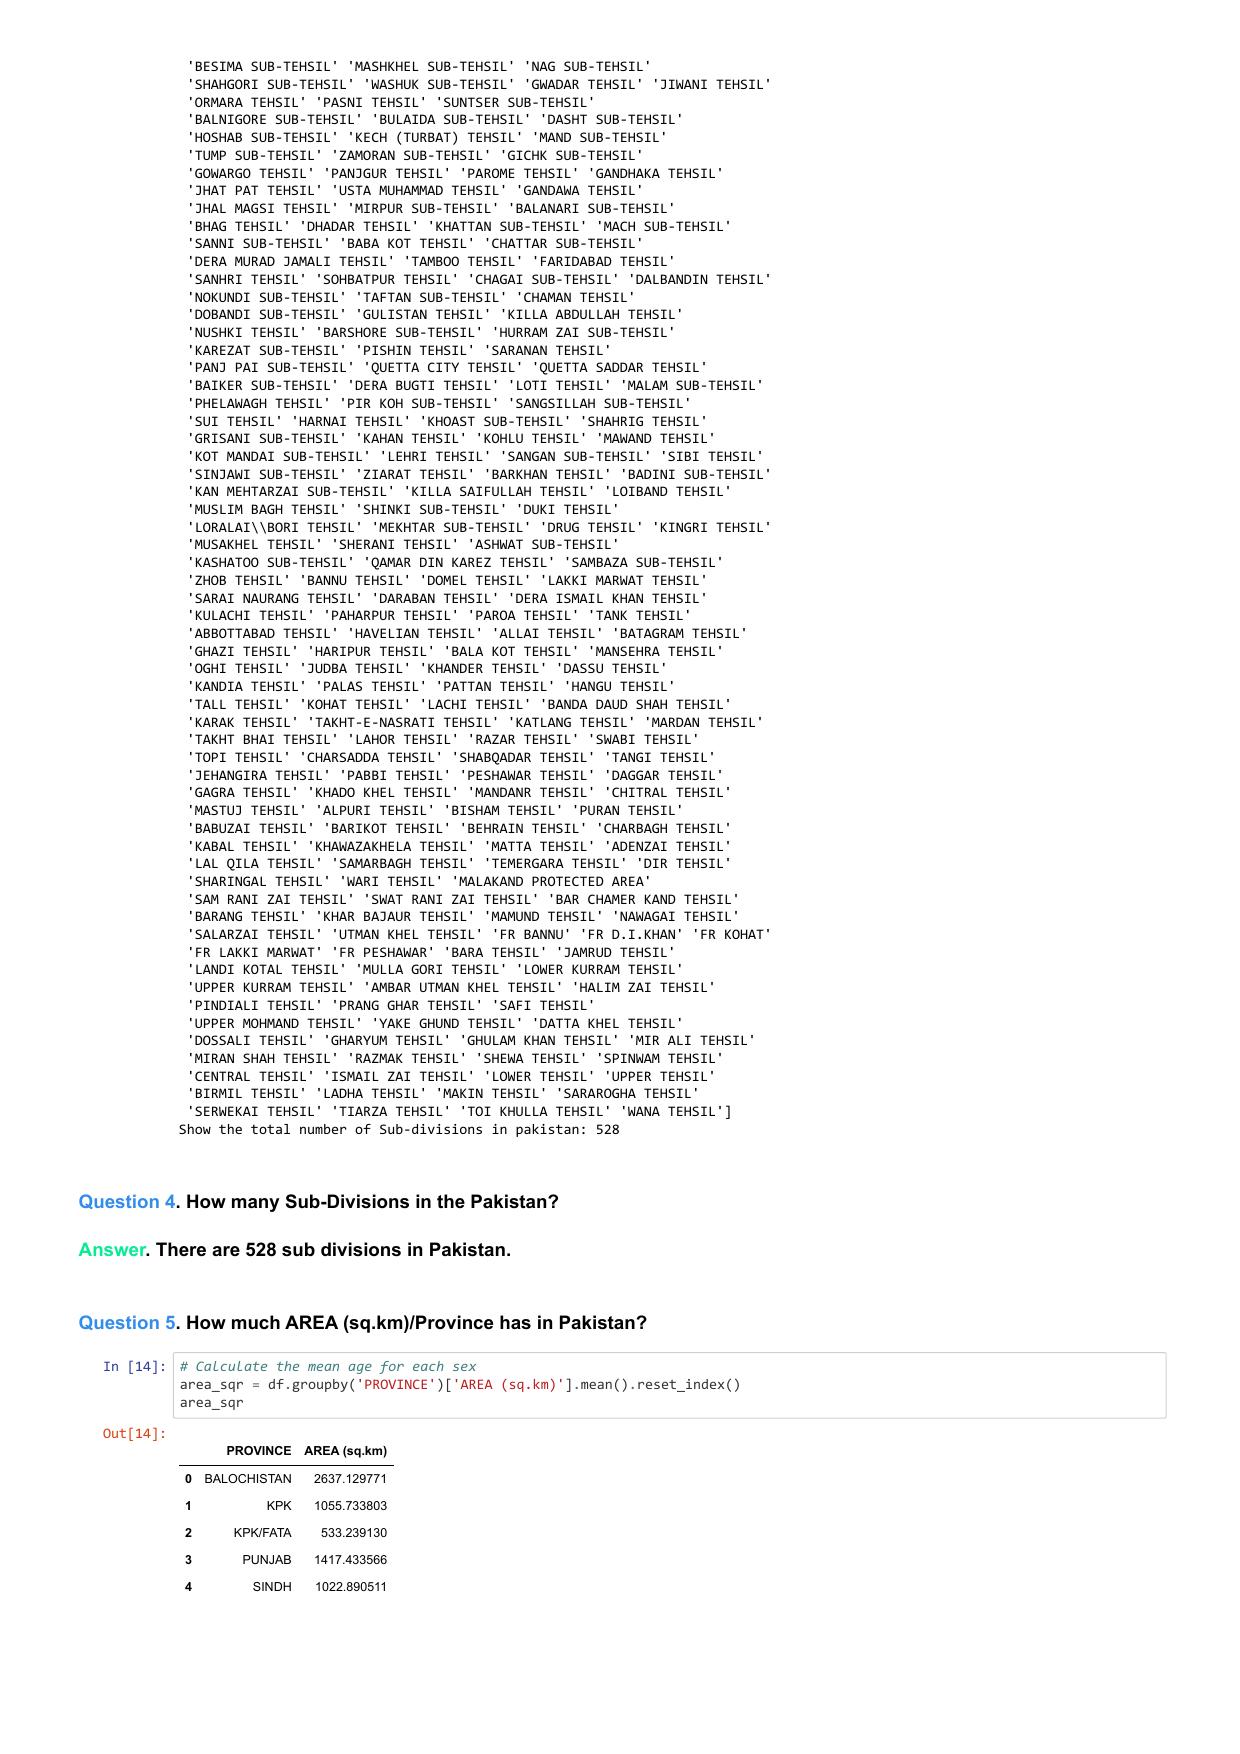 'BESIMA SUB-TEHSIL' 'MASHKHEL SUB-TEHSIL' 'NAG SUB-TEHSIL'
'SHAHGORI SUB-TEHSIL' 'WASHUK SUB-TEHSIL' 'GWADAR TEHSIL' 'JIWANI TEHSIL'
'ORMARA TEHSIL' 'PASNI TEHSIL' 'SUNTSER SUB-TEHSIL'
'BALNIGORE SUB-TEHSIL' 'BULAIDA SUB-TEHSIL' 'DASHT SUB-TEHSIL'
'HOSHAB SUB-TEHSIL' 'KECH (TURBAT) TEHSIL' 'MAND SUB-TEHSIL'
'TUMP SUB-TEHSIL' 'ZAMORAN SUB-TEHSIL' 'GICHK SUB-TEHSIL'
'GOWARGO TEHSIL' 'PANJGUR TEHSIL' 'PAROME TEHSIL' 'GANDHAKA TEHSIL'
'JHAT PAT TEHSIL' 'USTA MUHAMMAD TEHSIL' 'GANDAWA TEHSIL'
'JHAL MAGSI TEHSIL' 'MIRPUR SUB-TEHSIL' 'BALANARI SUB-TEHSIL'
'BHAG TEHSIL' 'DHADAR TEHSIL' 'KHATTAN SUB-TEHSIL' 'MACH SUB-TEHSIL'
'SANNI SUB-TEHSIL' 'BABA KOT TEHSIL' 'CHATTAR SUB-TEHSIL'
'DERA MURAD JAMALI TEHSIL' 'TAMBOO TEHSIL' 'FARIDABAD TEHSIL'
'SANHRI TEHSIL' 'SOHBATPUR TEHSIL' 'CHAGAI SUB-TEHSIL' 'DALBANDIN TEHSIL'
'NOKUNDI SUB-TEHSIL' 'TAFTAN SUB-TEHSIL' 'CHAMAN TEHSIL'
'DOBANDI SUB-TEHSIL' 'GULISTAN TEHSIL' 'KILLA ABDULLAH TEHSIL'
'NUSHKI TEHSIL' 'BARSHORE SUB-TEHSIL' 'HURRAM ZAI SUB-TEHSIL'
'KAREZAT SUB-TEHSIL' 'PISHIN TEHSIL' 'SARANAN TEHSIL'
'PANJ PAI SUB-TEHSIL' 'QUETTA CITY TEHSIL' 'QUETTA SADDAR TEHSIL'
'BAIKER SUB-TEHSIL' 'DERA BUGTI TEHSIL' 'LOTI TEHSIL' 'MALAM SUB-TEHSIL'
'PHELAWAGH TEHSIL' 'PIR KOH SUB-TEHSIL' 'SANGSILLAH SUB-TEHSIL'
'SUI TEHSIL' 'HARNAI TEHSIL' 'KHOAST SUB-TEHSIL' 'SHAHRIG TEHSIL'
'GRISANI SUB-TEHSIL' 'KAHAN TEHSIL' 'KOHLU TEHSIL' 'MAWAND TEHSIL'
'KOT MANDAI SUB-TEHSIL' 'LEHRI TEHSIL' 'SANGAN SUB-TEHSIL' 'SIBI TEHSIL'
'SINJAWI SUB-TEHSIL' 'ZIARAT TEHSIL' 'BARKHAN TEHSIL' 'BADINI SUB-TEHSIL'
'KAN MEHTARZAI SUB-TEHSIL' 'KILLA SAIFULLAH TEHSIL' 'LOIBAND TEHSIL'
'MUSLIM BAGH TEHSIL' 'SHINKI SUB-TEHSIL' 'DUKI TEHSIL'
'LORALAI\\BORI TEHSIL' 'MEKHTAR SUB-TEHSIL' 'DRUG TEHSIL' 'KINGRI TEHSIL'
'MUSAKHEL TEHSIL' 'SHERANI TEHSIL' 'ASHWAT SUB-TEHSIL'
'KASHATOO SUB-TEHSIL' 'QAMAR DIN KAREZ TEHSIL' 'SAMBAZA SUB-TEHSIL'
'ZHOB TEHSIL' 'BANNU TEHSIL' 'DOMEL TEHSIL' 'LAKKI MARWAT TEHSIL'
'SARAI NAURANG TEHSIL' 'DARABAN TEHSIL' 'DERA ISMAIL KHAN TEHSIL'
'KULACHI TEHSIL' 'PAHARPUR TEHSIL' 'PAROA TEHSIL' 'TANK TEHSIL'
'ABBOTTABAD TEHSIL' 'HAVELIAN TEHSIL' 'ALLAI TEHSIL' 'BATAGRAM TEHSIL'
'GHAZI TEHSIL' 'HARIPUR TEHSIL' 'BALA KOT TEHSIL' 'MANSEHRA TEHSIL'
'OGHI TEHSIL' 'JUDBA TEHSIL' 'KHANDER TEHSIL' 'DASSU TEHSIL'
'KANDIA TEHSIL' 'PALAS TEHSIL' 'PATTAN TEHSIL' 'HANGU TEHSIL'
'TALL TEHSIL' 'KOHAT TEHSIL' 'LACHI TEHSIL' 'BANDA DAUD SHAH TEHSIL'
'KARAK TEHSIL' 'TAKHT-E-NASRATI TEHSIL' 'KATLANG TEHSIL' 'MARDAN TEHSIL'
'TAKHT BHAI TEHSIL' 'LAHOR TEHSIL' 'RAZAR TEHSIL' 'SWABI TEHSIL'
'TOPI TEHSIL' 'CHARSADDA TEHSIL' 'SHABQADAR TEHSIL' 'TANGI TEHSIL'
'JEHANGIRA TEHSIL' 'PABBI TEHSIL' 'PESHAWAR TEHSIL' 'DAGGAR TEHSIL'
'GAGRA TEHSIL' 'KHADO KHEL TEHSIL' 'MANDANR TEHSIL' 'CHITRAL TEHSIL'
'MASTUJ TEHSIL' 'ALPURI TEHSIL' 'BISHAM TEHSIL' 'PURAN TEHSIL'
'BABUZAI TEHSIL' 'BARIKOT TEHSIL' 'BEHRAIN TEHSIL' 'CHARBAGH TEHSIL'
'KABAL TEHSIL' 'KHAWAZAKHELA TEHSIL' 'MATTA TEHSIL' 'ADENZAI TEHSIL'
'LAL QILA TEHSIL' 'SAMARBAGH TEHSIL' 'TEMERGARA TEHSIL' 'DIR TEHSIL'
'SHARINGAL TEHSIL' 'WARI TEHSIL' 'MALAKAND PROTECTED AREA'
'SAM RANI ZAI TEHSIL' 'SWAT RANI ZAI TEHSIL' 'BAR CHAMER KAND TEHSIL'
'BARANG TEHSIL' 'KHAR BAJAUR TEHSIL' 'MAMUND TEHSIL' 'NAWAGAI TEHSIL'
'SALARZAI TEHSIL' 'UTMAN KHEL TEHSIL' 'FR BANNU' 'FR D.I.KHAN' 'FR KOHAT'
'FR LAKKI MARWAT' 'FR PESHAWAR' 'BARA TEHSIL' 'JAMRUD TEHSIL'
'LANDI KOTAL TEHSIL' 'MULLA GORI TEHSIL' 'LOWER KURRAM TEHSIL'
'UPPER KURRAM TEHSIL' 'AMBAR UTMAN KHEL TEHSIL' 'HALIM ZAI TEHSIL'
'PINDIALI TEHSIL' 'PRANG GHAR TEHSIL' 'SAFI TEHSIL'
'UPPER MOHMAND TEHSIL' 'YAKE GHUND TEHSIL' 'DATTA KHEL TEHSIL'
'DOSSALI TEHSIL' 'GHARYUM TEHSIL' 'GHULAM KHAN TEHSIL' 'MIR ALI TEHSIL'
'MIRAN SHAH TEHSIL' 'RAZMAK TEHSIL' 'SHEWA TEHSIL' 'SPINWAM TEHSIL'
'CENTRAL TEHSIL' 'ISMAIL ZAI TEHSIL' 'LOWER TEHSIL' 'UPPER TEHSIL'
'BIRMIL TEHSIL' 'LADHA TEHSIL' 'MAKIN TEHSIL' 'SARAROGHA TEHSIL'
'SERWEKAI TEHSIL' 'TIARZA TEHSIL' 'TOI KHULLA TEHSIL' 'WANA TEHSIL']
Show the total number of Sub-divisions in pakistan: 528
Question 4. How many Sub-Divisions in the Pakistan?
Answer. There are 528 sub divisions in Pakistan.
Question 5. How much AREA (sq.km)/Province has in Pakistan?
In [14]: # Calculate the mean age for each sex
area_sqr = df.groupby('PROVINCE')['AREA (sq.km)'].mean().reset_index()
area_sqr
Out[14]:
PROVINCE AREA (sq.km)
0 BALOCHISTAN 2637.129771
1 KPK 1055.733803
2 KPK/FATA 533.239130
3 PUNJAB 1417.433566
4 SINDH 1022.890511